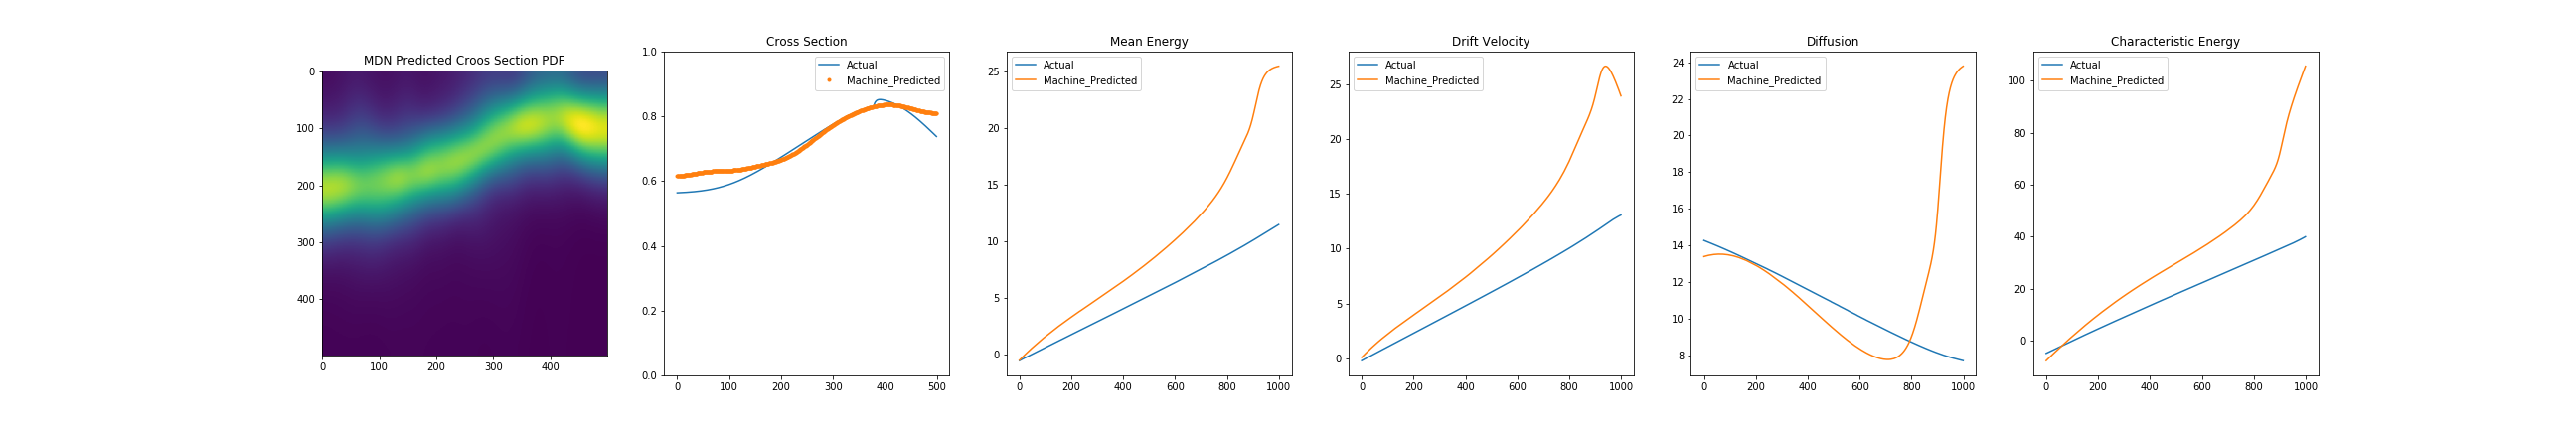 MDN Predicted Croos Section PDF
0
100
200
300
400
0 100 200 300 400
Cross Section
Actual
Machine_Predicted
1.0
0.8
0.6
0.4
0.2
0.0
0 100 200 300 400 500
Mean Energy
Actual
Machine_Predicted
25
20
15
10
5
0
0 200 400 600 800 1000
Drift Velocity
Actual
Machine_Predicted
25
20
15
10
5
0
0 200 400 600 800 1000
Diffusion
Actual
Machine_Predicted
24
22
20
18
16
14
12
10
8
0 200 400 600 800 1000
Characteristic Energy
Actual
Machine_Predicted
100
80
60
40
20
0
0 200 400 600 800 1000